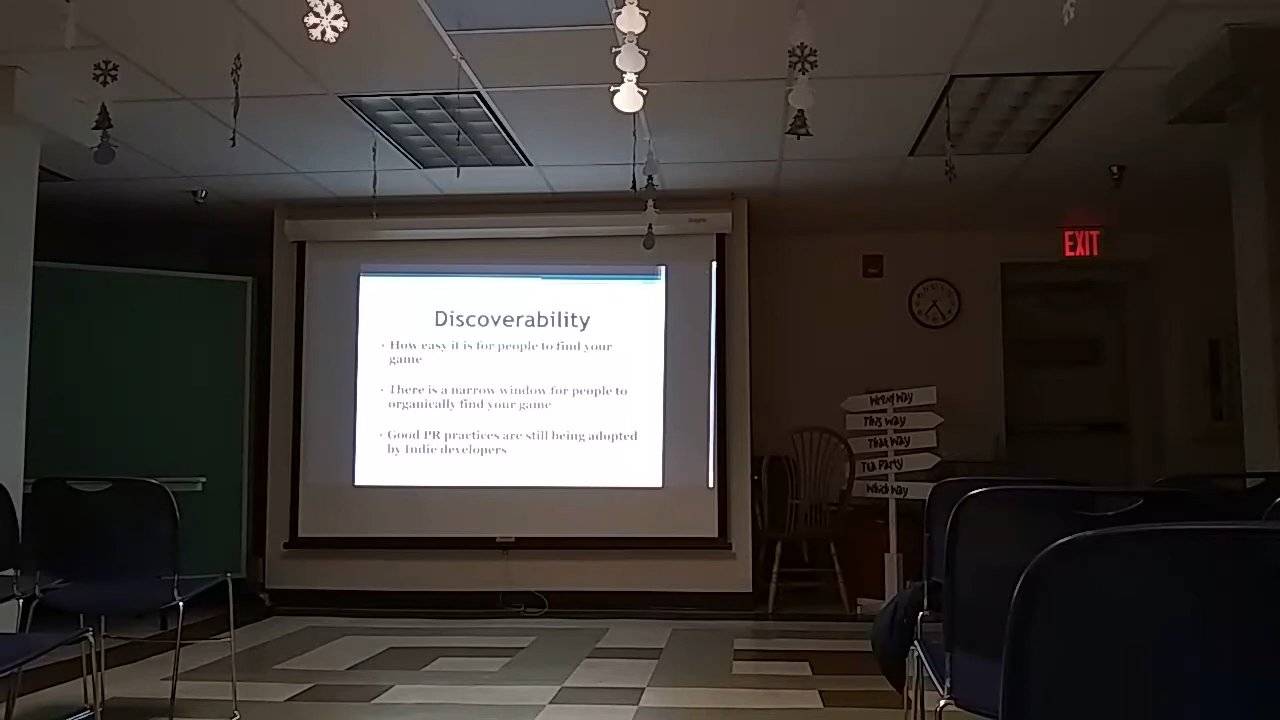 EXIT
Discoverability
• How easy it is for people to find your
game
• There is a narrow window for people to
organically find your game
• Good PR practices are still being adopted
by Indie developers
Wrong Way
This Way
That Way
Tea Party
Which Way